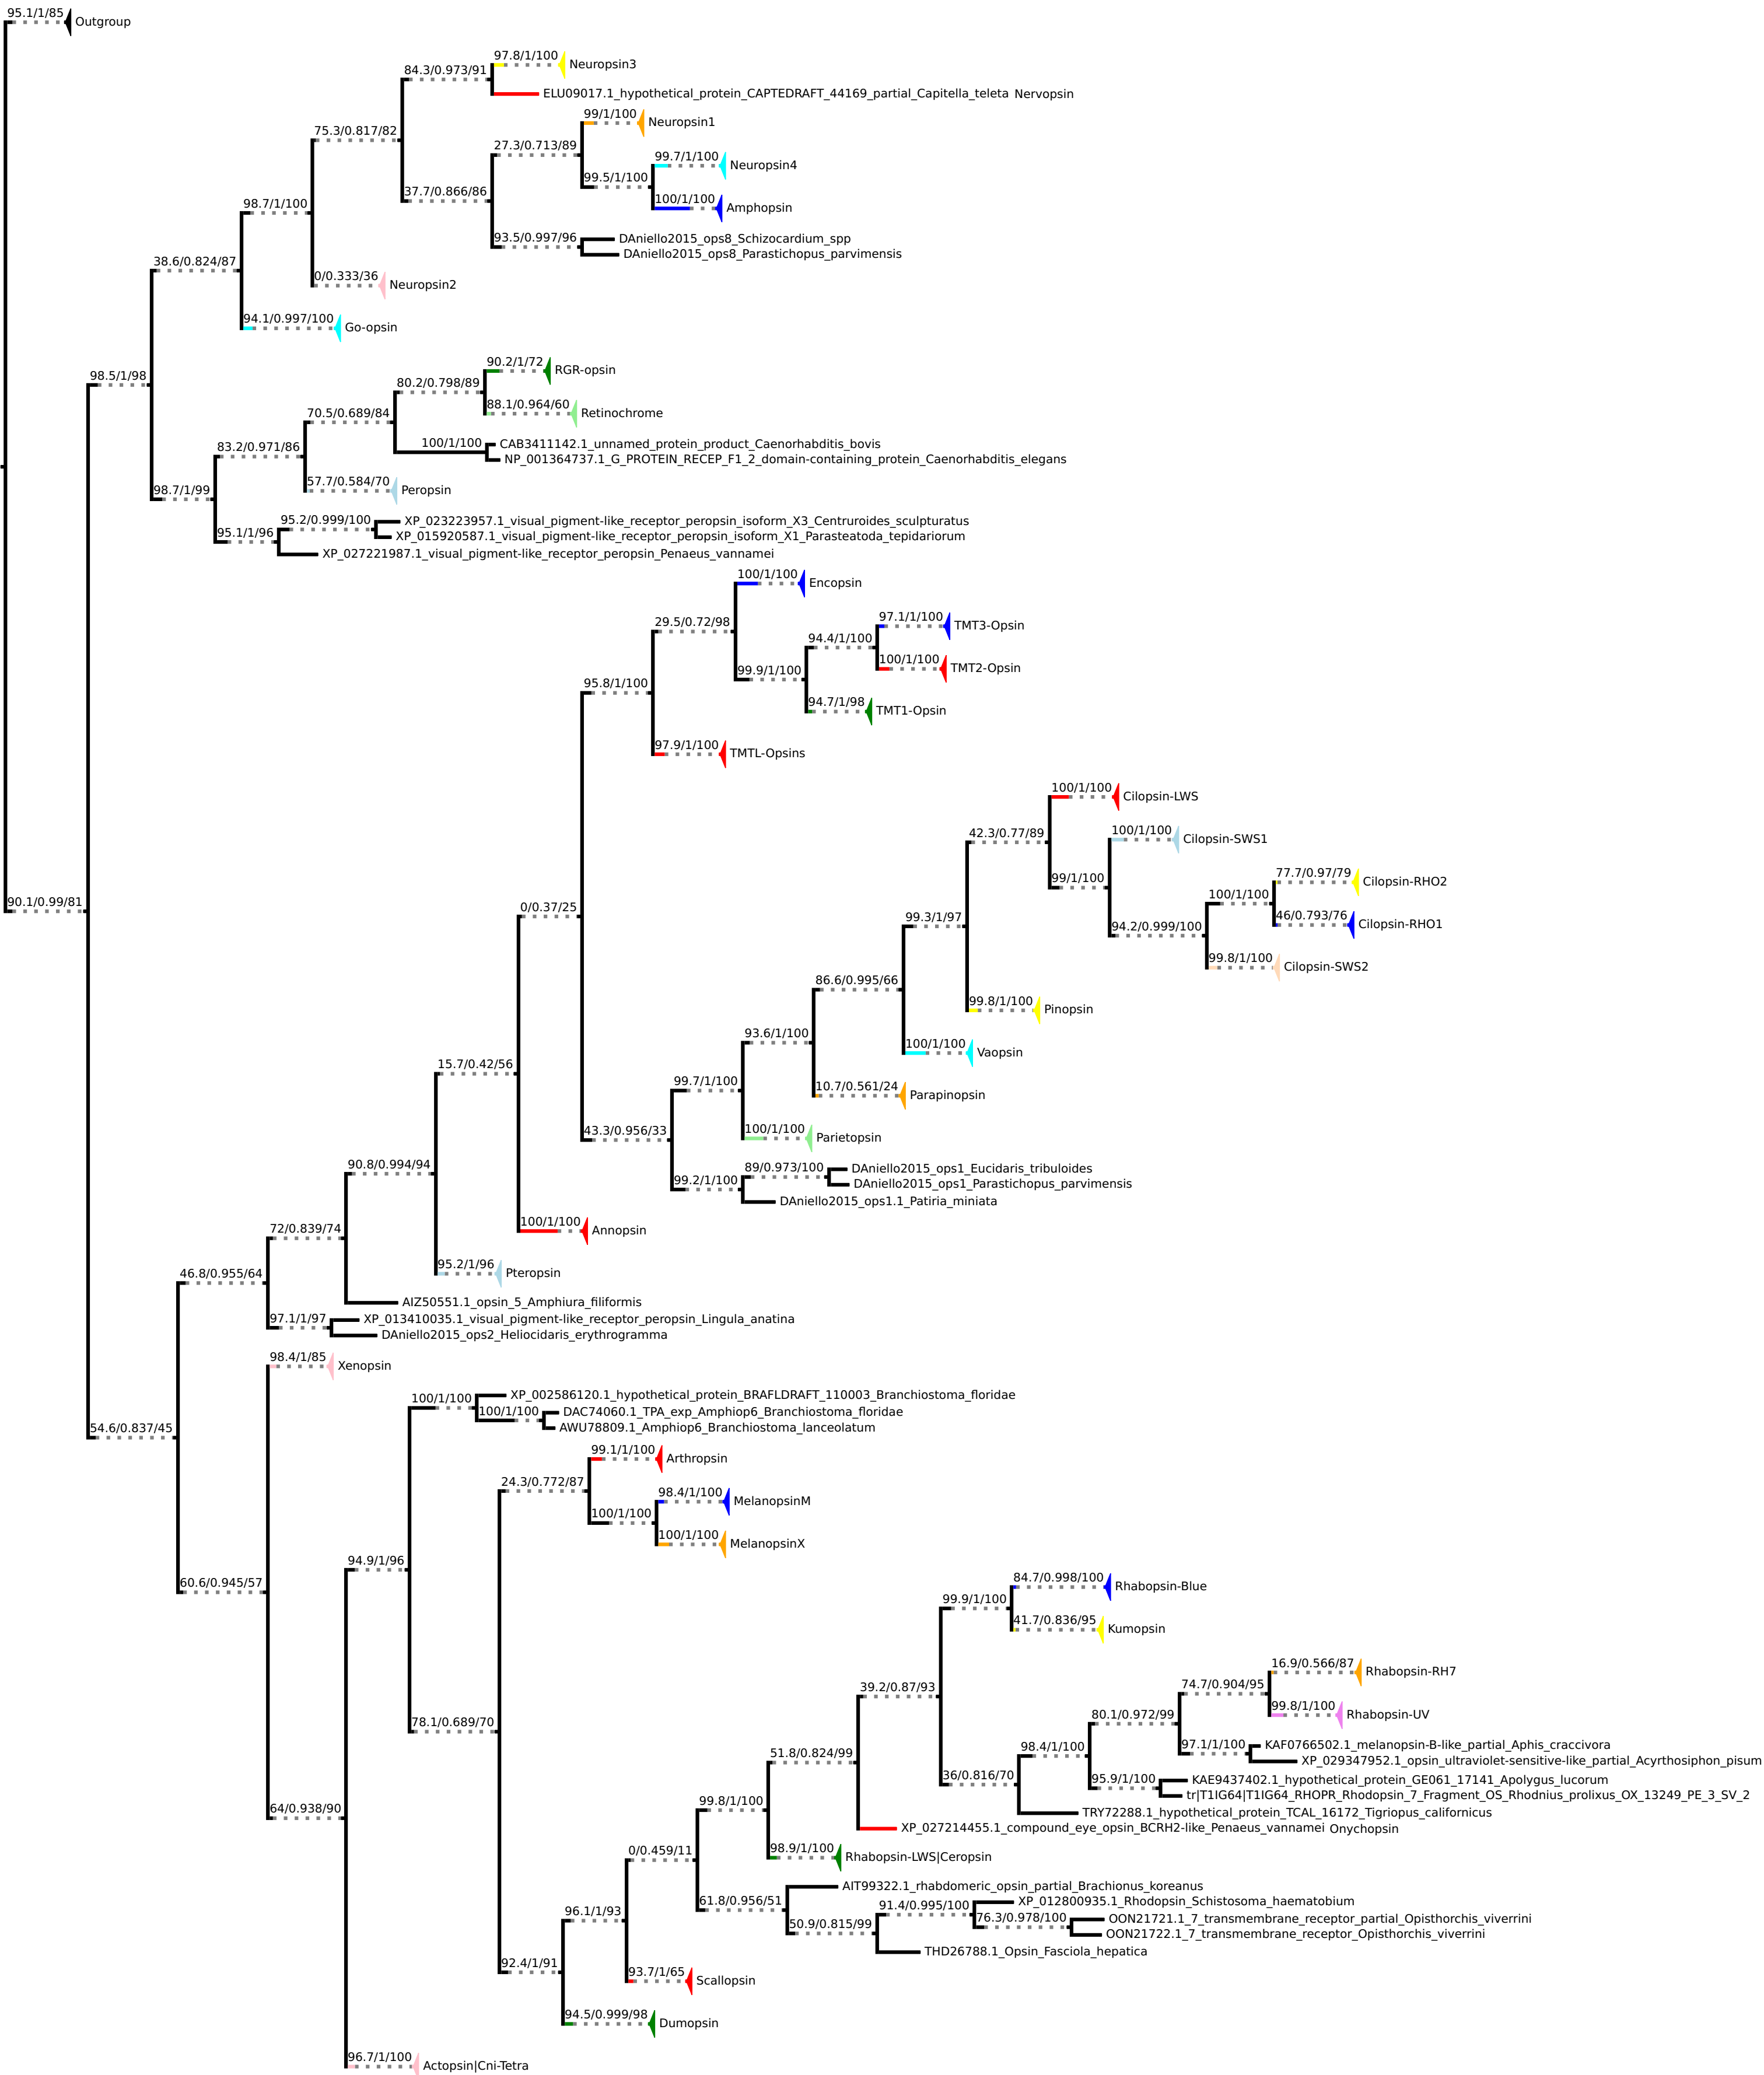 95.1/1/85 Outgroup
97.8/1/100 Neuropsin3
84.3/0.973/91
ELU09017.1_hypothetical_protein_CAPTEDRAFT_44169_partial_Capitella_teleta Nervopsin
99/1/100 Neuropsin1
75.3/0.817/82
27.3/0.713/89
99.7/1/100 Neuropsin4
99.5/1/100
37.7/0.866/86
100/1/100 Amphopsin
98.7/1/100
93.5/0.997/96 DAniello2015_ops8_Schizocardium_spp
DAniello2015_ops8_Parastichopus_parvimensis
38.6/0.824/87
0/0.333/36 Neuropsin2
94.1/0.997/100 Go-opsin
90.2/1/72 RGR-opsin
98.5/1/98
80.2/0.798/89
88.1/0.964/60 Retinochrome
70.5/0.689/84
100/1/100 CAB3411142.1_unnamed_protein_product_Caenorhabditis_bovis
83.2/0.971/86
NP_001364737.1_G_PROTEIN_RECEP_F1_2_domain-containing_protein_Caenorhabditis_elegans
57.7/0.584/70 Peropsin
98.7/1/99
95.2/0.999/100 XP_023223957.1_visual_pigment-like_receptor_peropsin_isoform_X3_Centruroides_sculpturatus
95.1/1/96
XP_015920587.1_visual_pigment-like_receptor_peropsin_isoform_X1_Parasteatoda_tepidariorum
XP_027221987.1_visual_pigment-like_receptor_peropsin_Penaeus_vannamei
100/1/100 Encopsin
29.5/0.72/98
97.1/1/100 TMT3-Opsin
94.4/1/100
100/1/100 TMT2-Opsin
99.9/1/100
95.8/1/100
94.7/1/98 TMT1-Opsin
97.9/1/100 TMTL-Opsins
100/1/100 Cilopsin-LWS
42.3/0.77/89
100/1/100 Cilopsin-SWS1
99/1/100
77.7/0.97/79 Cilopsin-RHO2
100/1/100
90.1/0.99/81
0/0.37/25
99.3/1/97
46/0.793/76 Cilopsin-RHO1
94.2/0.999/100
99.8/1/100 Cilopsin-SWS2
86.6/0.995/66
99.8/1/100 Pinopsin
93.6/1/100
100/1/100 Vaopsin
15.7/0.42/56
99.7/1/100
10.7/0.561/24 Parapinopsin
43.3/0.956/33
100/1/100 Parietopsin
90.8/0.994/94
89/0.973/100 DAniello2015_ops1_Eucidaris_tribuloides
99.2/1/100
DAniello2015_ops1_Parastichopus_parvimensis
DAniello2015_ops1.1_Patiria_miniata
72/0.839/74
100/1/100 Annopsin
46.8/0.955/64
95.2/1/96 Pteropsin
AIZ50551.1_opsin_5_Amphiura_filiformis
97.1/1/97 XP_013410035.1_visual_pigment-like_receptor_peropsin_Lingula_anatina
DAniello2015_ops2_Heliocidaris_erythrogramma
98.4/1/85 Xenopsin
100/1/100 XP_002586120.1_hypothetical_protein_BRAFLDRAFT_110003_Branchiostoma_floridae
100/1/100 DAC74060.1_TPA_exp_Amphiop6_Branchiostoma_floridae
54.6/0.837/45
AWU78809.1_Amphiop6_Branchiostoma_lanceolatum
99.1/1/100 Arthropsin
24.3/0.772/87
98.4/1/100 MelanopsinM
100/1/100
100/1/100 MelanopsinX
94.9/1/96
60.6/0.945/57
84.7/0.998/100 Rhabopsin-Blue
99.9/1/100
41.7/0.836/95 Kumopsin
16.9/0.566/87 Rhabopsin-RH7
39.2/0.87/93
74.7/0.904/95
99.8/1/100 Rhabopsin-UV
78.1/0.689/70
80.1/0.972/99
97.1/1/100 KAF0766502.1_melanopsin-B-like_partial_Aphis_craccivora
51.8/0.824/99
98.4/1/100
XP_029347952.1_opsin_ultraviolet-sensitive-like_partial_Acyrthosiphon_pisum
36/0.816/70
95.9/1/100 KAE9437402.1_hypothetical_protein_GE061_17141_Apolygus_lucorum
tr|T1IG64|T1IG64_RHOPR_Rhodopsin_7_Fragment_OS_Rhodnius_prolixus_OX_13249_PE_3_SV_2
99.8/1/100
64/0.938/90
TRY72288.1_hypothetical_protein_TCAL_16172_Tigriopus_californicus
XP_027214455.1_compound_eye_opsin_BCRH2-like_Penaeus_vannamei Onychopsin
0/0.459/11
98.9/1/100 Rhabopsin-LWS|Ceropsin
AIT99322.1_rhabdomeric_opsin_partial_Brachionus_koreanus
61.8/0.956/51
91.4/0.995/100 XP_012800935.1_Rhodopsin_Schistosoma_haematobium
96.1/1/93
76.3/0.978/100 OON21721.1_7_transmembrane_receptor_partial_Opisthorchis_viverrini
50.9/0.815/99
OON21722.1_7_transmembrane_receptor_Opisthorchis_viverrini
THD26788.1_Opsin_Fasciola_hepatica
92.4/1/91
93.7/1/65 Scallopsin
94.5/0.999/98 Dumopsin
96.7/1/100 Actopsin|Cni-Tetra